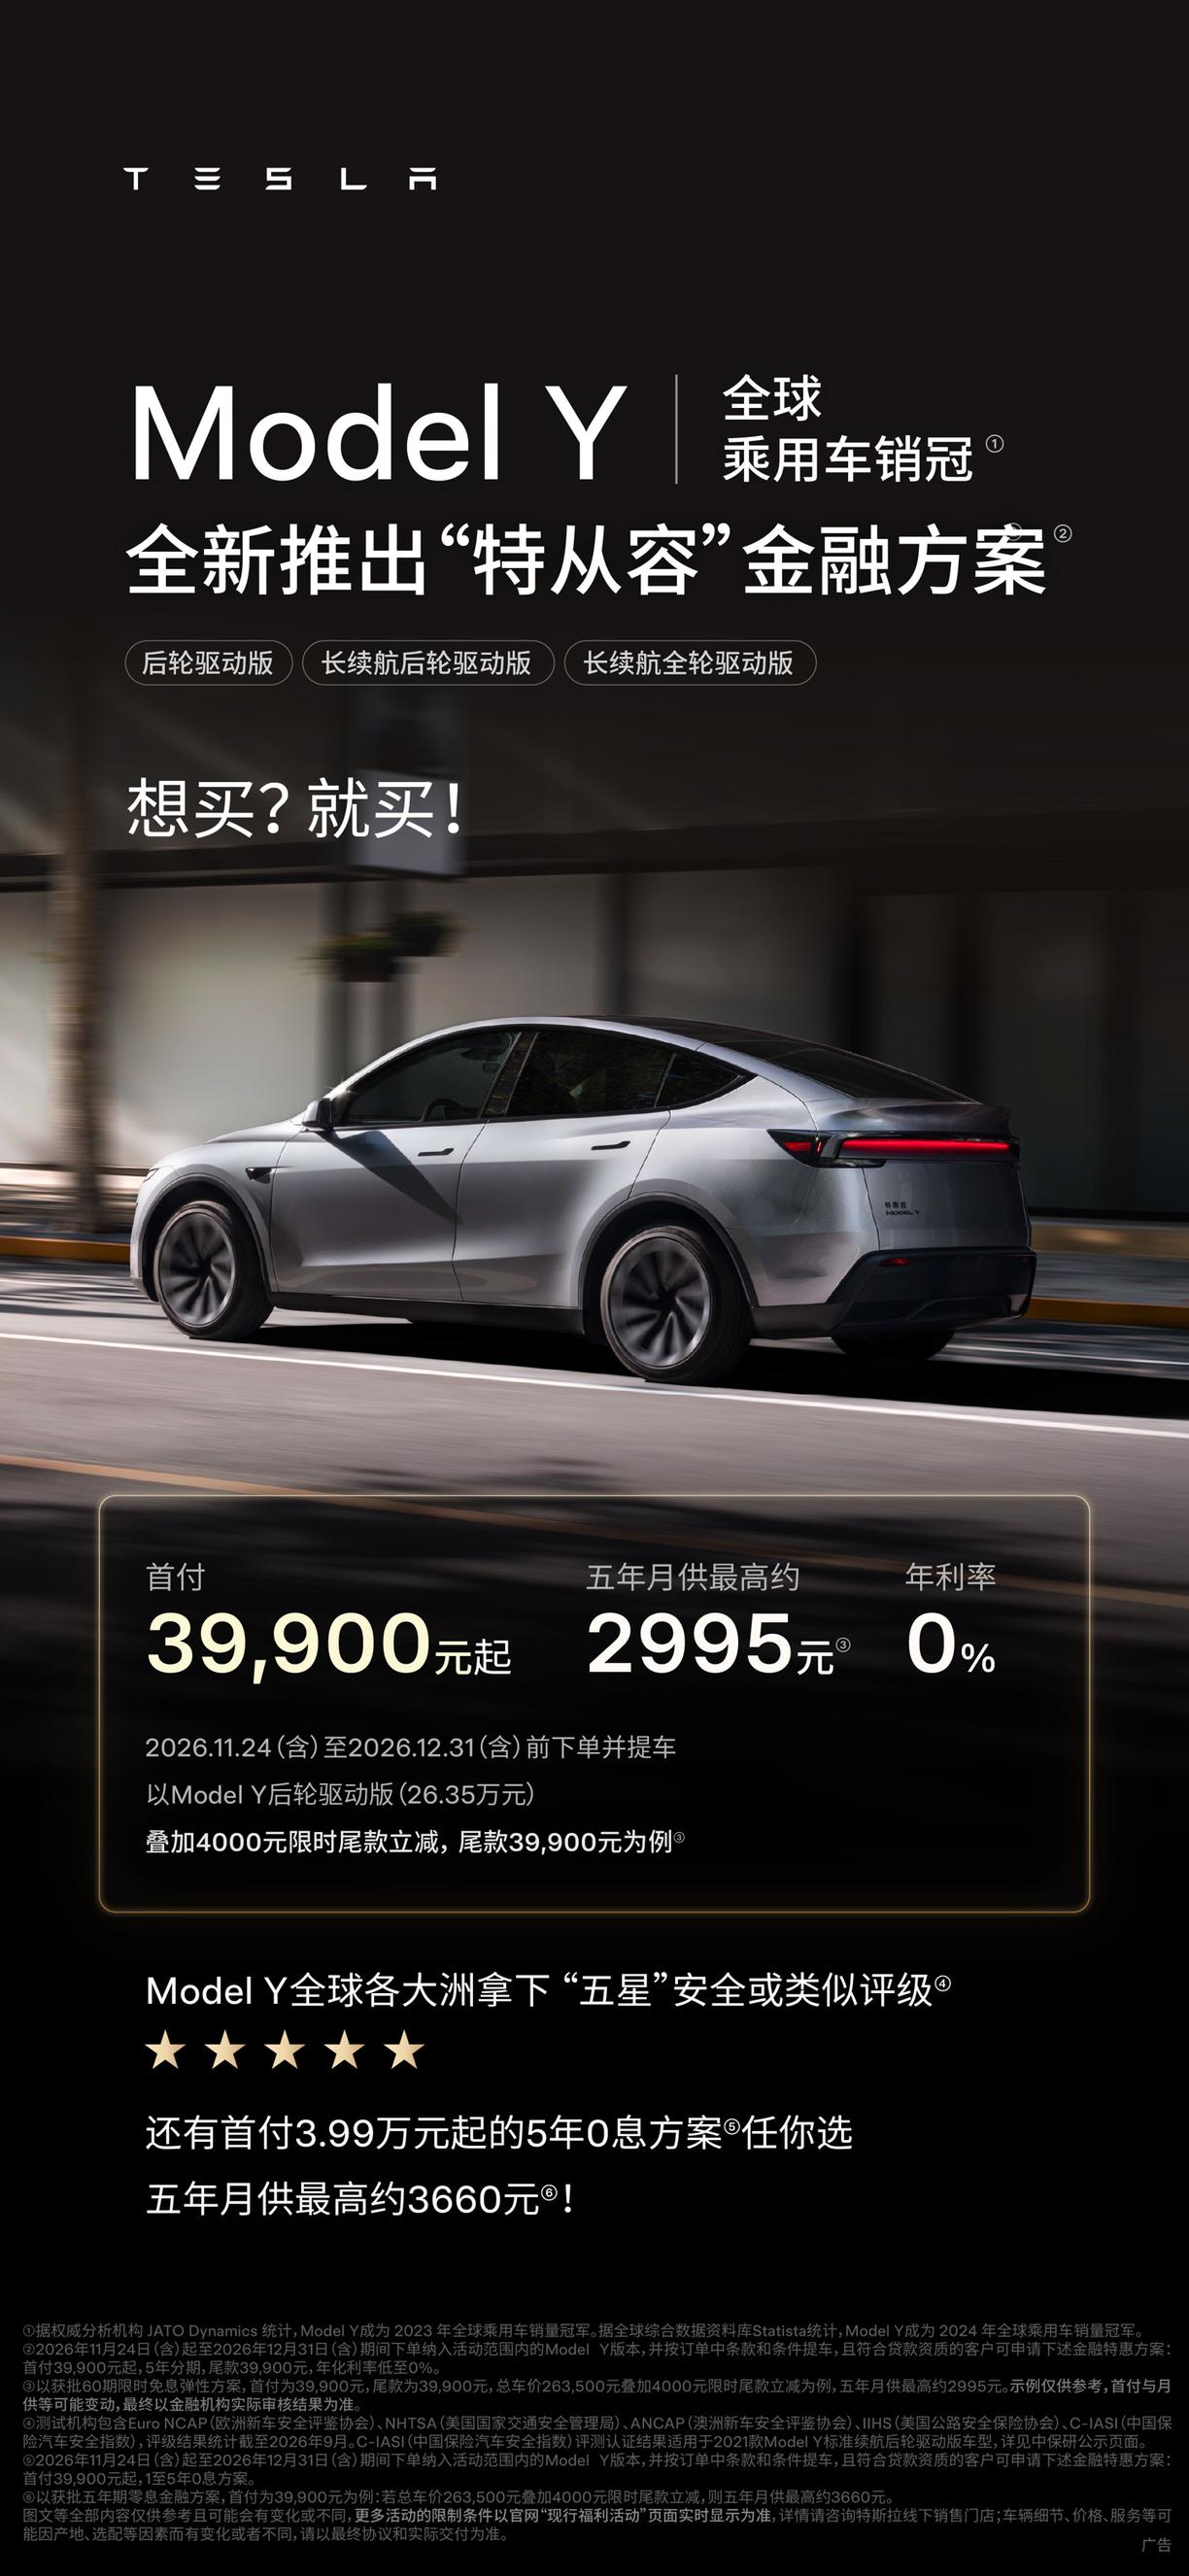 TESLA
Model Y
全球
乘用车销冠①
全新推出“特从容”金融方案②
后轮驱动版 长续航后轮驱动版 长续航全轮驱动版
想买？就买！
特斯拉
MODEL Y
首付 五年月供最高约 年利率
39,900元起 2995元③ 0%
2026.11.24（含）至2026.12.31（含）前下单并提车
以Model Y后轮驱动版（26.35万元）
叠加4000元限时尾款立减，尾款39,900元为例③
Model Y全球各大洲拿下“五星”安全或类似评级④
★★★★★
还有首付3.99万元起的5年0息方案⑤任你选
五年月供最高约3660元⑥！
①据权威分析机构 JATO Dynamics 统计，Model Y成为 2023 年全球乘用车销量冠军。据全球综合数据资料库Statista统计，Model Y成为 2024 年全球乘用车销量冠军。
②2026年11月24日（含）起至2026年12月31日（含）期间下单纳入活动范围内的Model Y版本，并按订单中条款和条件提车，且符合贷款资质的客户可申请下述金融特惠方案：
首付39,900元起，5年分期，尾款39,900元，年化利率低至0%。
③以获批60期限时免息弹性方案，首付为39,900元，尾款为39,900元，总车价263,500元叠加4000元限时尾款立减为例，五年月供最高约2995元。示例仅供参考，首付与月
供等可能变动，最终以金融机构实际审核结果为准。
④测试机构包含Euro NCAP（欧洲新车安全评鉴协会）、NHTSA（美国国家交通安全管理局）、ANCAP（澳洲新车安全评鉴协会）、IIHS（美国公路安全保险协会）、C-IASI（中国保
险汽车安全指数），评级结果统计截至2026年9月。C-IASI（中国保险汽车安全指数）评测认证结果适用于2021款Model Y标准续航后轮驱动版车型，详见中保研公示页面。
⑤2026年11月24日（含）起至2026年12月31日（含）期间下单纳入活动范围内的Model Y版本，并按订单中条款和条件提车，且符合贷款资质的客户可申请下述金融特惠方案：
首付39,900元起，1至5年0息方案。
⑥以获批五年期零息金融方案，首付为39,900元为例：若总车价263,500元叠加4000元限时尾款立减，则五年月供最高约3660元。
图文等全部内容仅供参考且可能会有变化或不同，更多活动的限制条件以官网“现行福利活动”页面实时显示为准，详情请咨询特斯拉线下销售门店；车辆细节、价格、服务等可
能因产地、选配等因素而有变化或者不同，请以最终协议和实际交付为准。
广告